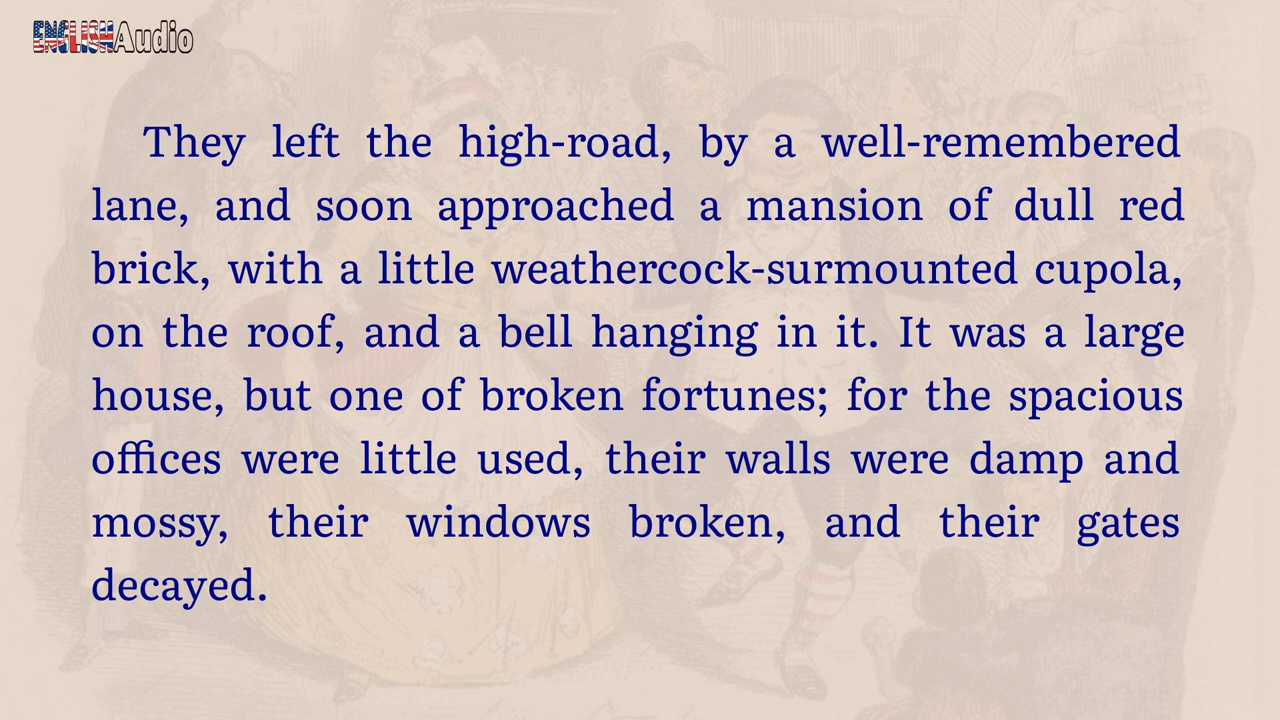 ENGLISHAudio
They left the high-road, by a well-remembered
lane, and soon approached a mansion of dull red
brick, with a little weathercock-surmounted cupola,
on the roof, and a bell hanging in it. It was a large
house, but one of broken fortunes; for the spacious
offices were little used, their walls were damp and
mossy, their windows broken, and their gates
decayed.